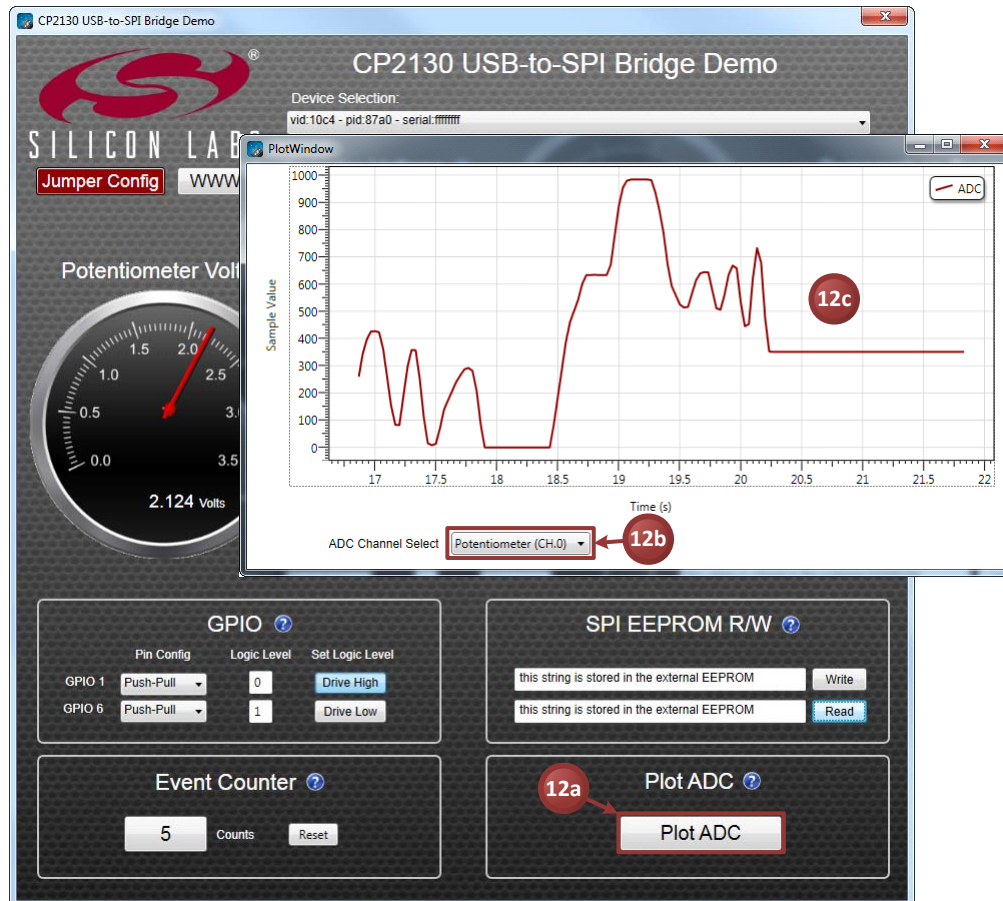 CP2130 USB-to-SPI Bridge Demo
CP2130 USB-to-SPI Bridge Demo
Device Selection:
vid:10c4 - pid:87a0 - serial:ffffffff
®
SILICON LABS
Jumper Config
WWW
PlotWindow
1000
900
800
700
600
500
400
300
200
100
0
Sample Value
ADC
12c
17 17.5 18 18.5 19 19.5 20 20.5 21 21.5 22
Time (s)
ADC Channel Select Potentiometer (CH.0) 12b
Potentiometer Volt
0.0
0.5
1.0
1.5
2.0
2.5
3.
3.5
2.124 Volts
GPIO ?
Pin Config Logic Level Set Logic Level
GPIO 1 Push-Pull 0 Drive High
GPIO 6 Push-Pull 1 Drive Low
SPI EEPROM R/W ?
this string is stored in the external EEPROM Write
this string is stored in the external EEPROM Read
Event Counter ?
5 Counts Reset
12a
Plot ADC ?
Plot ADC